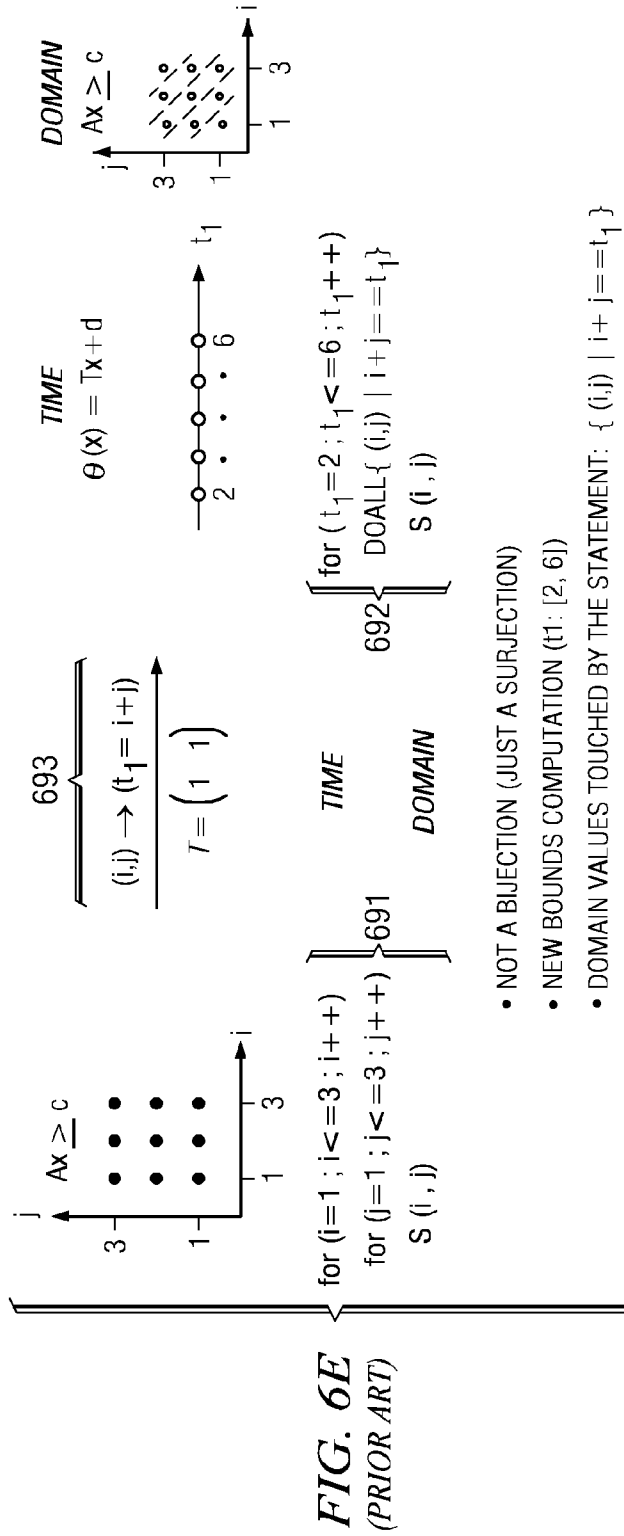 FIG. 6E
(PRIOR ART)
Ax ≥ c
j
3
1
1
3
i
for (i=1 ; i<=3 ; i++)
for (j=1 ; j<=3 ; j++)
S (i , j)
691
693
(i,j) → (t1 = i+j)
T = (1 1)
TIME
DOMAIN
TIME
θ (x) = Tx+d
t1
2 . . . 6
692
for (t1=2 ; t1<=6 ; t1++)
DOALL{ (i,j) | i+j==t1}
S (i , j)
DOMAIN
Ax ≥ c
j
3
1
1
3
i
• NOT A BIJECTION (JUST A SURJECTION)
• NEW BOUNDS COMPUTATION (t1: [2, 6])
• DOMAIN VALUES TOUCHED BY THE STATEMENT: { (i,j) | i+ j==t1 }